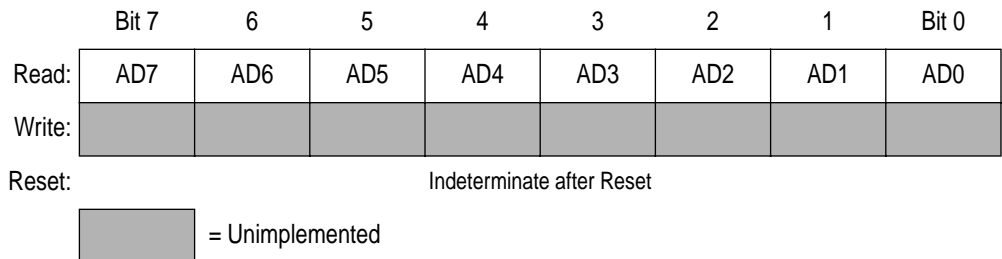 Bit 7 6 5 4 3 2 1 Bit 0
Read: AD7 AD6 AD5 AD4 AD3 AD2 AD1 AD0
Write:
Reset: Indeterminate after Reset
= Unimplemented